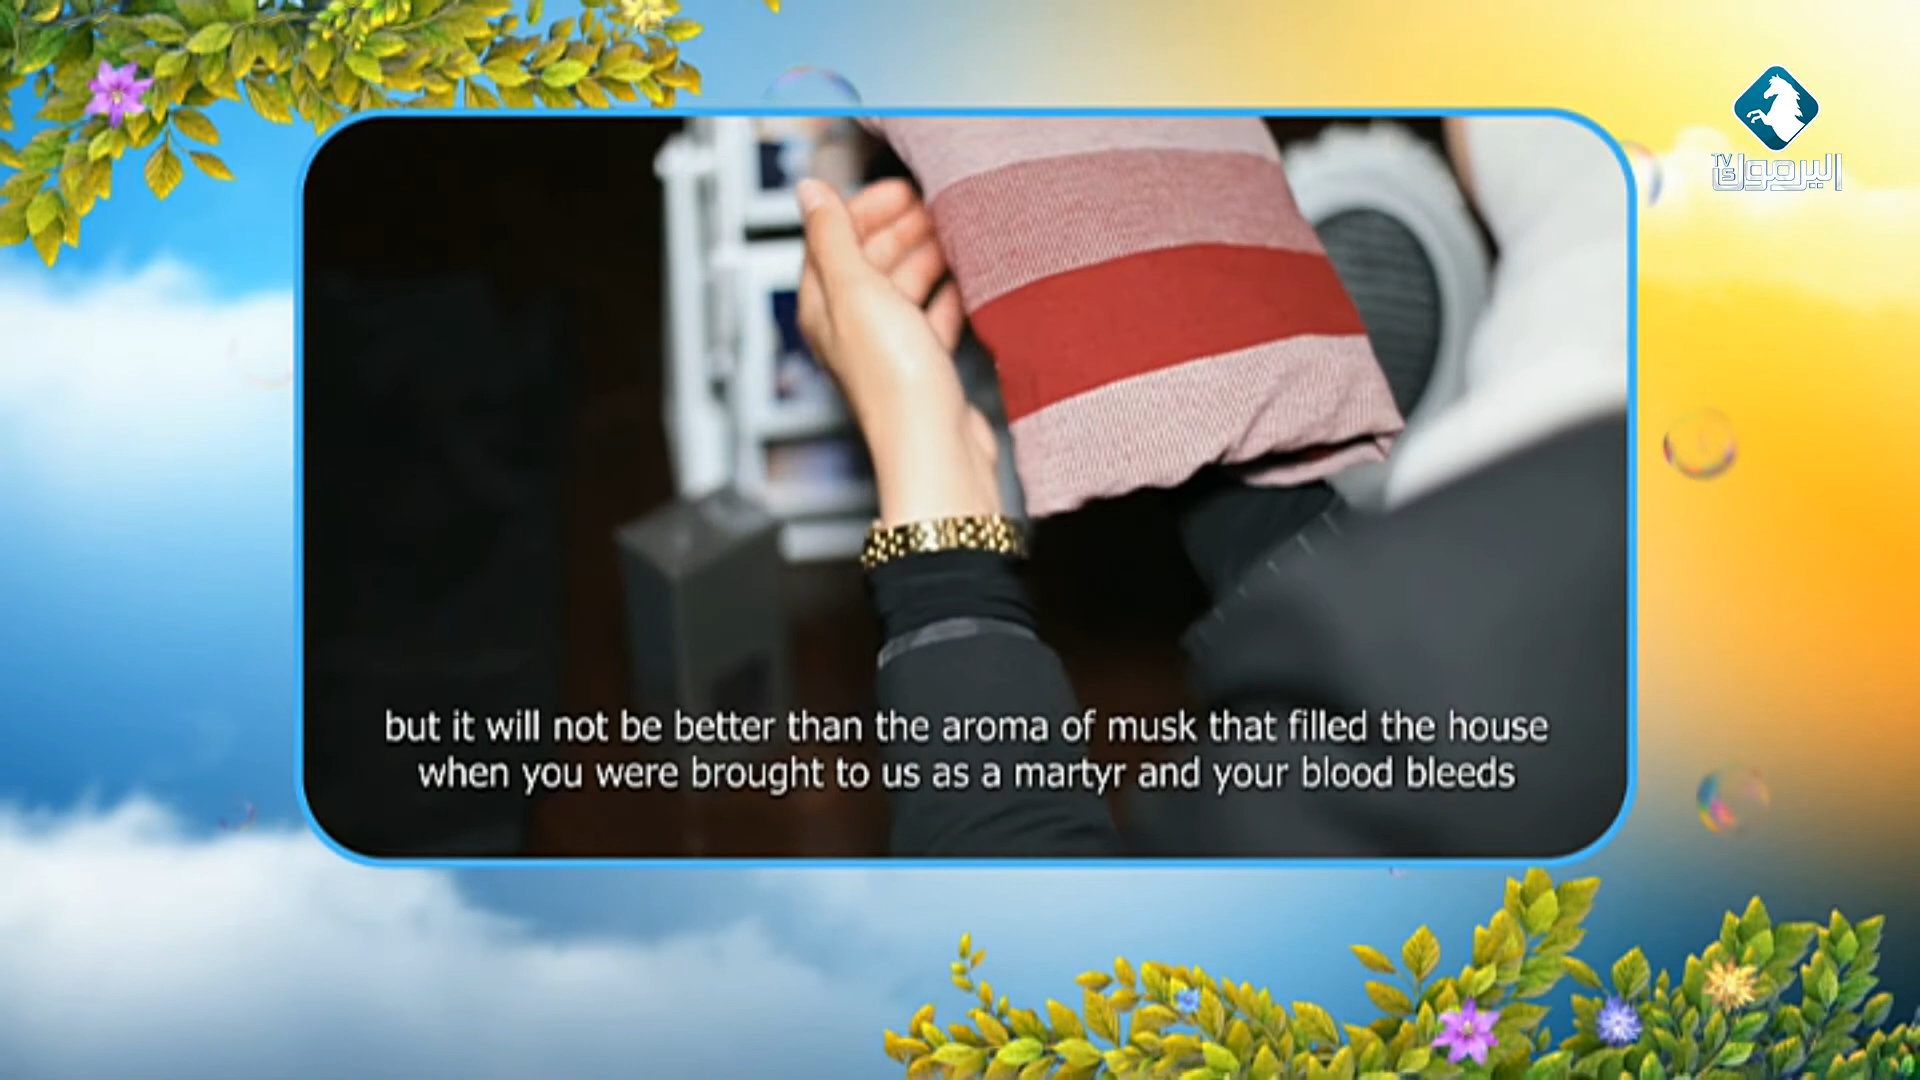 اليرموك
TV
but it will not be better than the aroma of musk that filled the house
when you were brought to us as a martyr and your blood bleeds